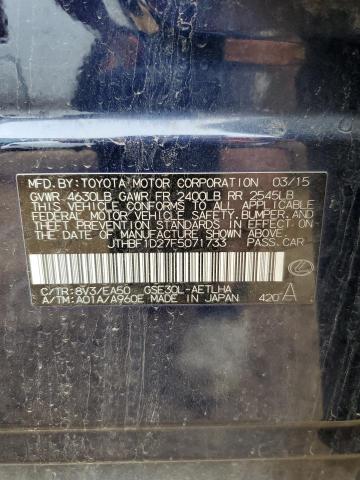 MFD. BY: TOYOTA MOTOR CORPORATION 03/15
GVWR 4630LB GAWR FR 2400LB RR 2545LB
THIS VEHICLE CONFORMS TO ALL APPLICABLE
FEDERAL MOTOR VEHICLE SAFETY, BUMPER, AND
THEFT PREVENTION STANDARDS IN EFFECT ON
THE DATE OF MANUFACTURE SHOWN ABOVE.
JTHBF1D27F5071733 PASS. CAR
C/TR: 8V3/EA50 GSE30L-AETLHA
A/TM: A01A/A960E MADE IN JAPAN 420 A